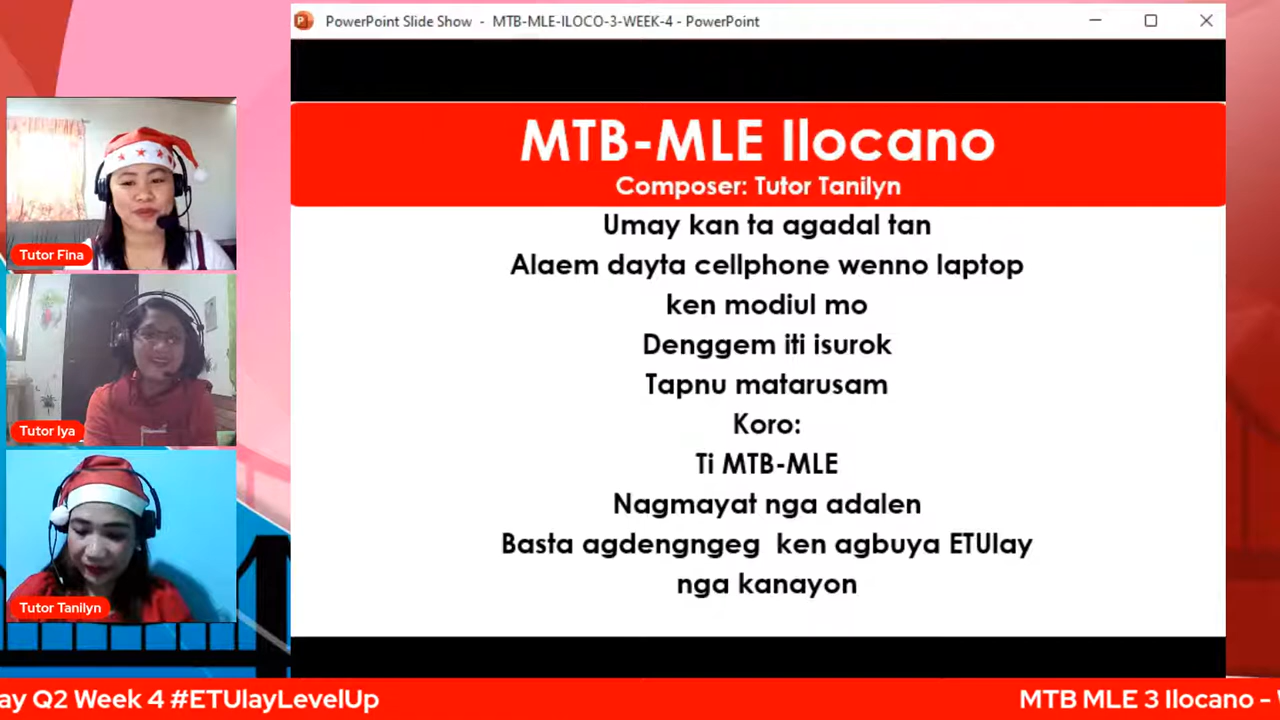 PowerPoint Slide Show - MTB-MLE-ILOCO-3-WEEK-4 - PowerPoint
MTB-MLE Ilocano
Composer: Tutor Tanilyn
Umay kan ta agadal tan
Alaem dayta cellphone wenno laptop
ken modiul mo
Denggem iti isurok
Tapnu matarusam
Koro:
Ti MTB-MLE
Nagmayat nga adalen
Basta agdengngeg ken agbuya ETUlay
nga kanayon
Tutor Fina
Tutor Iya
Tutor Tanilyn
ay Q2 Week 4 #ETUlayLevelUp
MTB MLE 3 Ilocano -